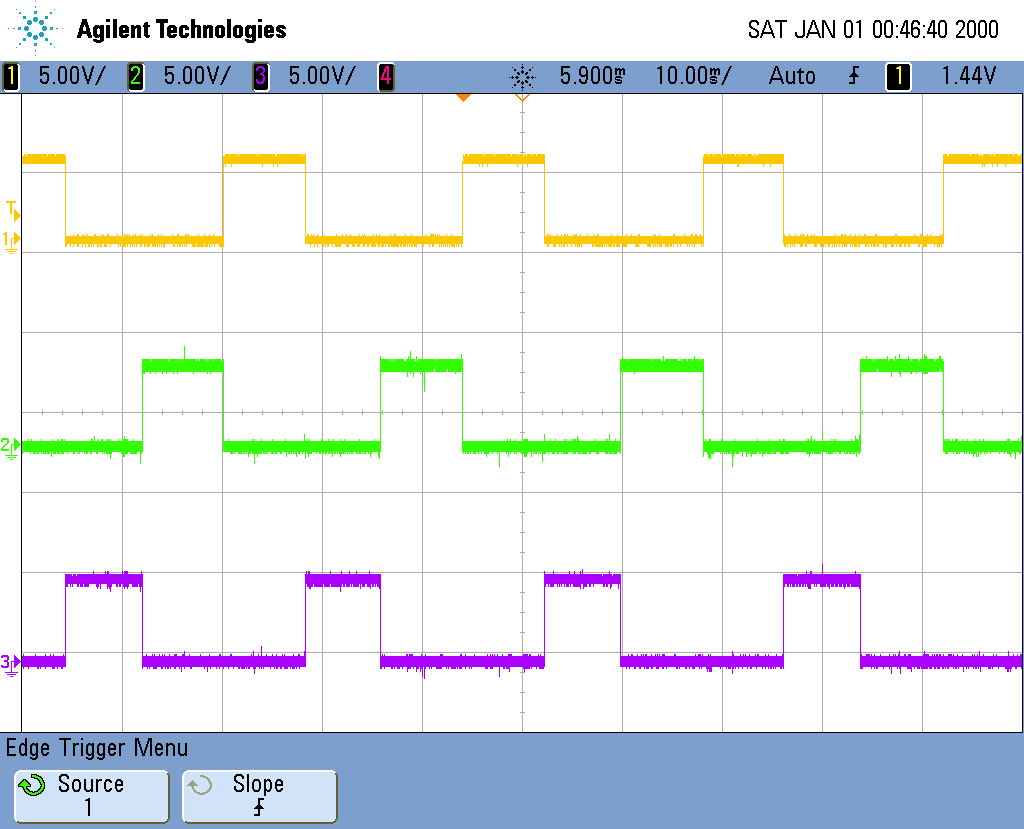 Agilent Technologies SAT JAN 01 00:46:40 2000
1 5.00V/ 2 5.00V/ 3 5.00V/ 4 5.900ms 10.00ms/ Auto 1 1.44V
T
1
2
3
Edge Trigger Menu
Source Slope
1